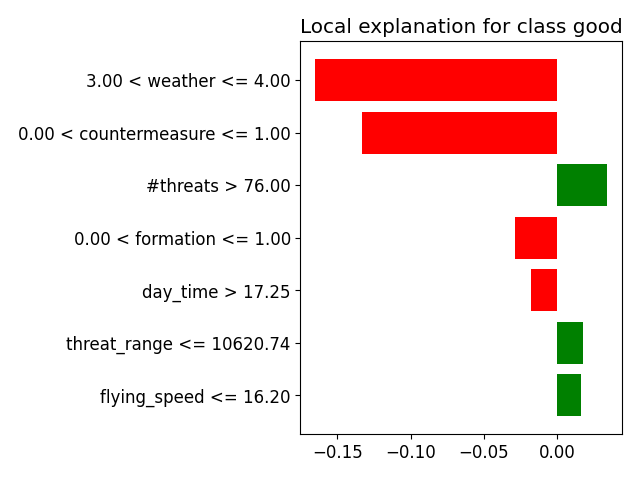 Local explanation for class good
3.00 < weather <= 4.00
0.00 < countermeasure <= 1.00
#threats > 76.00
0.00 < formation <= 1.00
day_time > 17.25
threat_range <= 10620.74
flying_speed <= 16.20
−0.15 −0.10 −0.05 0.00